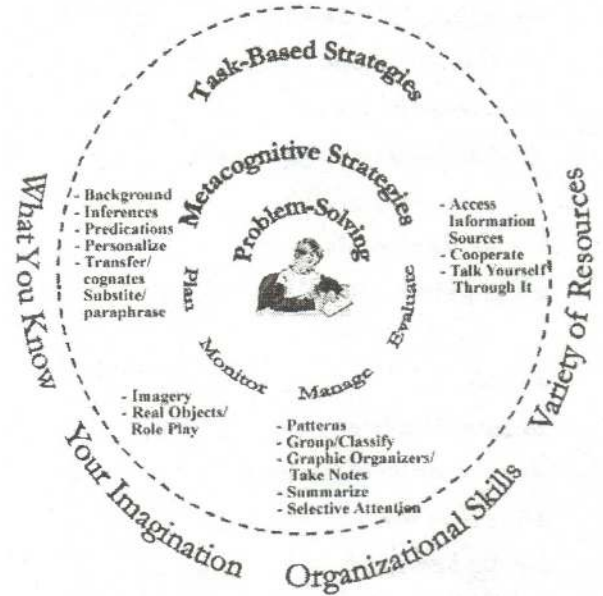 Task-Based Strategies
Metacognitive Strategies
Problem-Solving
Plan
Monitor
Manage
Evaluate
What You Know
- Background
- Inferences
- Predications
- Personalize
- Transfer/
cognates
Substite/
paraphrase
Your Imagination
- Imagery
- Real Objects/
Role Play
Organizational Skills
- Patterns
- Group/Classify
- Graphic Organizers/
Take Notes
- Summarize
- Selective Attention
Variety of Resources
- Access
Information
Sources
- Cooperate
- Talk Yourself
Through It